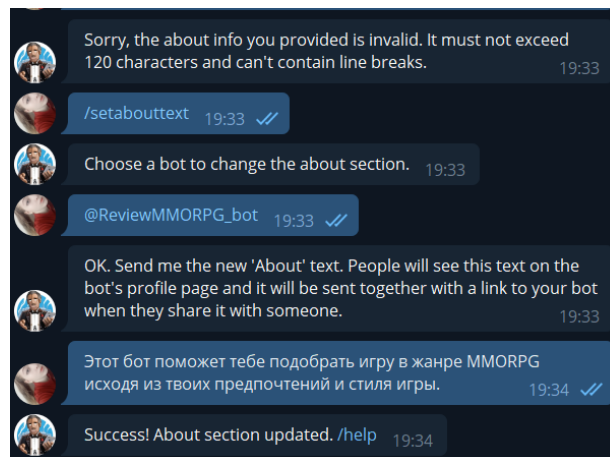 Sorry, the about info you provided is invalid. It must not exceed
120 characters and can't contain line breaks.
19:33
/setabouttext 19:33
Choose a bot to change the about section. 19:33
@ReviewMMORPG_bot 19:33
OK. Send me the new 'About' text. People will see this text on the
bot's profile page and it will be sent together with a link to your bot
when they share it with someone.
19:33
Этот бот поможет тебе подобрать игру в жанре MMORPG
исходя из твоих предпочтений и стиля игры.
19:34
Success! About section updated. /help 19:34